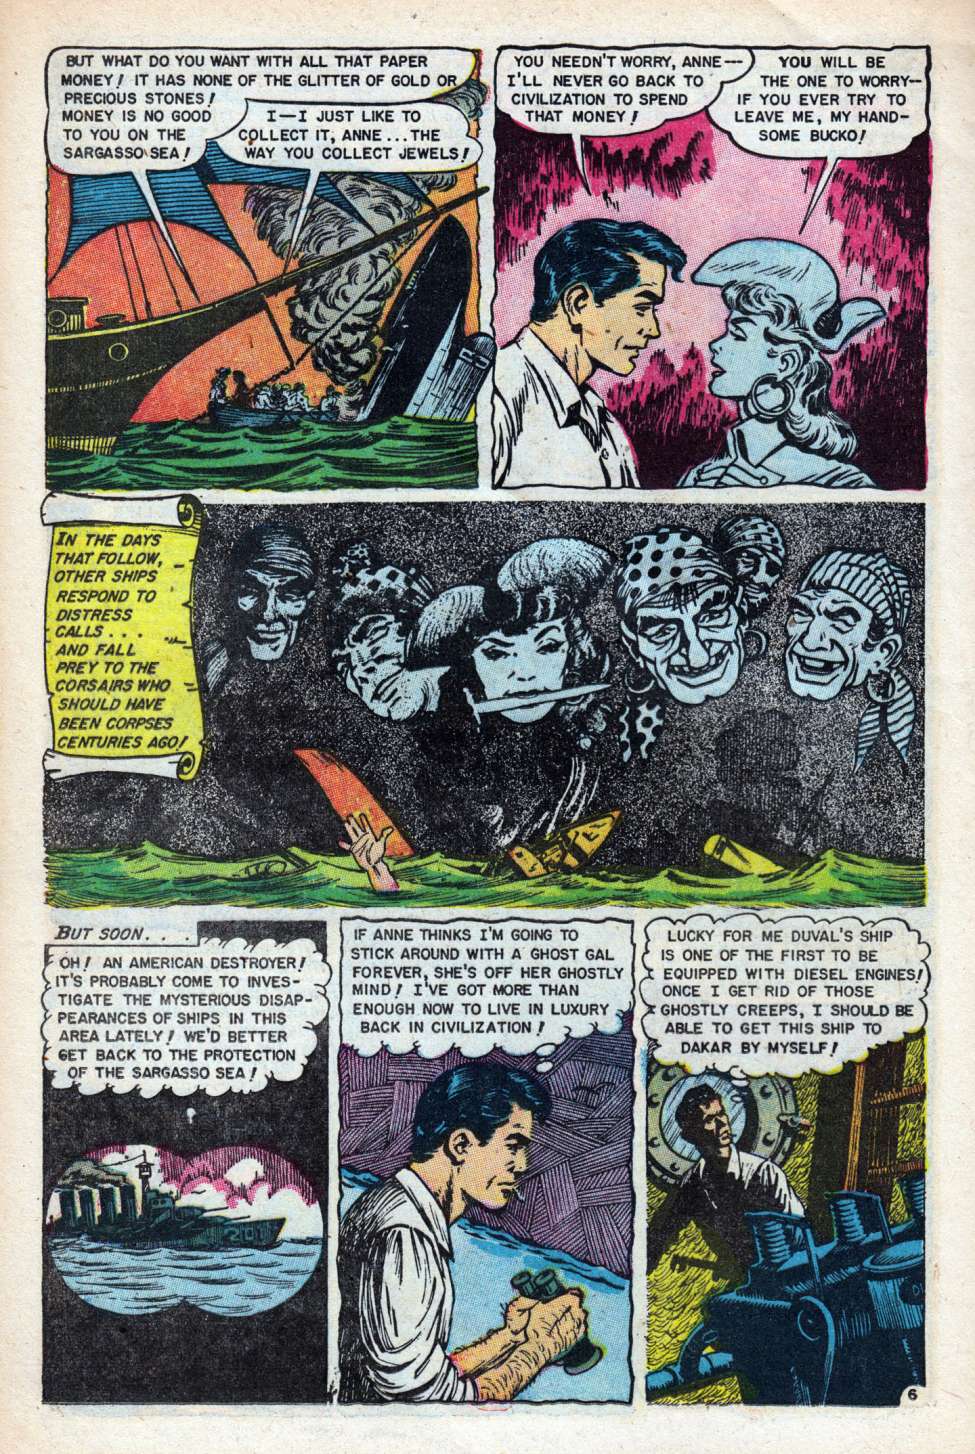 BUT WHAT DO YOU WANT WITH ALL THAT PAPER
MONEY! IT HAS NONE OF THE GLITTER OF GOLD OR
PRECIOUS STONES!
MONEY IS NO GOOD
TO YOU ON THE
SARGASSO SEA!
I—I JUST LIKE TO
COLLECT IT, ANNE...THE
WAY YOU COLLECT JEWELS!
YOU NEEDN'T WORRY, ANNE—
I'LL NEVER GO BACK TO
CIVILIZATION TO SPEND
THAT MONEY!
YOU WILL BE
THE ONE TO WORRY--
IF YOU EVER TRY TO
LEAVE ME, MY HAND-
SOME BUCKO!
IN THE DAYS
THAT FOLLOW,
OTHER SHIPS
RESPOND TO
DISTRESS
CALLS...
AND FALL
PREY TO THE
CORSAIRS WHO
SHOULD HAVE
BEEN CORPSES
CENTURIES AGO!
BUT SOON. . . .
OH! AN AMERICAN DESTROYER!
IT'S PROBABLY COME TO INVES-
TIGATE THE MYSTERIOUS DISAP-
PEARANCES OF SHIPS IN THIS
AREA LATELY! WE'D BETTER
GET BACK TO THE PROTECTION
OF THE SARGASSO SEA!
210
IF ANNE THINKS I'M GOING TO
STICK AROUND WITH A GHOST GAL
FOREVER, SHE'S OFF HER GHOSTLY
MIND! I'VE GOT MORE THAN
ENOUGH NOW TO LIVE IN LUXURY
BACK IN CIVILIZATION!
LUCKY FOR ME DUVAL'S SHIP
IS ONE OF THE FIRST TO BE
EQUIPPED WITH DIESEL ENGINES!
ONCE I GET RID OF THOSE
GHOSTLY CREEPS, I SHOULD BE
ABLE TO GET THIS SHIP TO
DAKAR BY MYSELF!
6